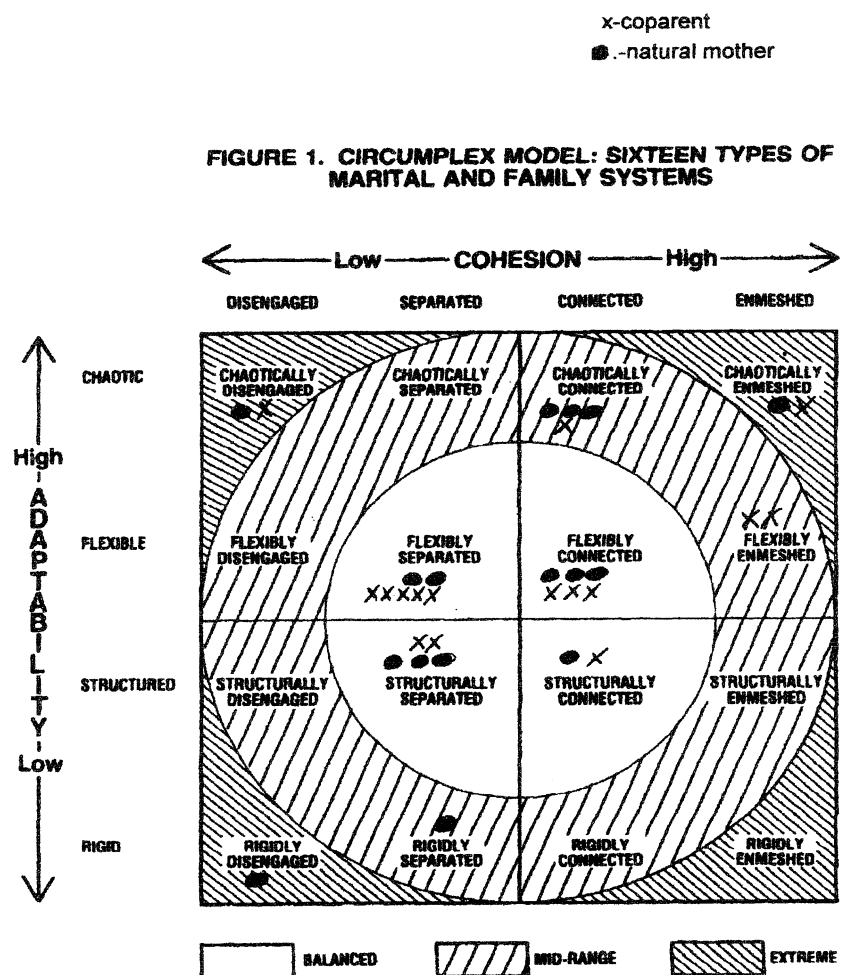 x-coparent
.-natural mother
FIGURE 1. CIRCUMPLEX MODEL: SIXTEEN TYPES OF
MARITAL AND FAMILY SYSTEMS
Low COHESION High
DISENGAGED SEPARATED CONNECTED ENMESHED
High
ADAPTABILITY
Low
CHAOTIC
CHAOTICALLY
DISENGAGED
CHAOTICALLY
SEPARATED
CHAOTICALLY
CONNECTED
CHAOTICALLY
ENMESHED
FLEXIBLE
FLEXIBLY
DISENGAGED
FLEXIBLY
SEPARATED
FLEXIBLY
CONNECTED
FLEXIBLY
ENMESHED
STRUCTURED
STRUCTURALLY
DISENGAGED
STRUCTURALLY
SEPARATED
STRUCTURALLY
CONNECTED
STRUCTURALLY
ENMESHED
RIGID
RIGIDLY
DISENGAGED
RIGIDLY
SEPARATED
RIGIDLY
CONNECTED
RIGIDLY
ENMESHED
BALANCED MID-RANGE EXTREME